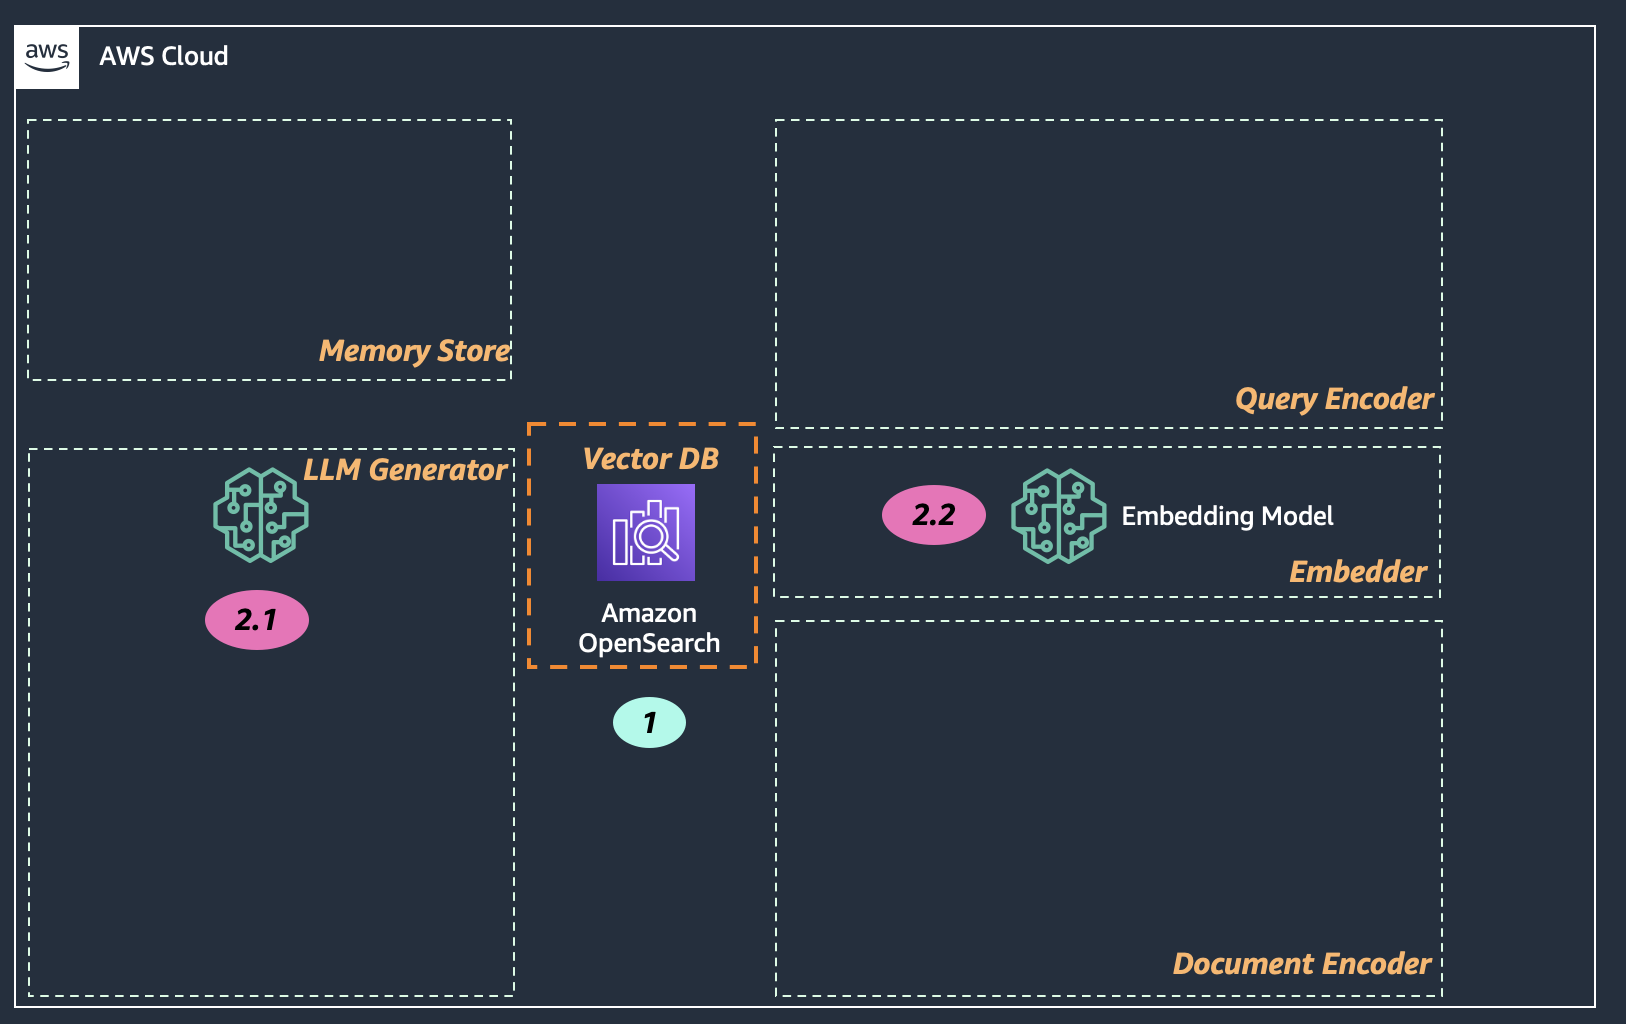 aws
AWS Cloud
Memory Store
Query Encoder
LLM Generator
2.1
Vector DB
Amazon
OpenSearch
1
2.2
Embedding Model
Embedder
Document Encoder